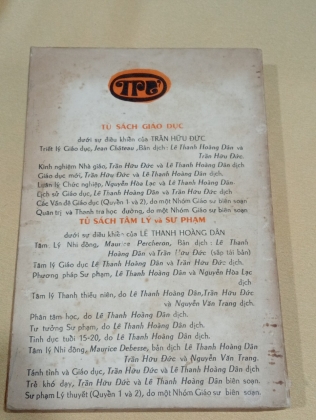 TRẺ
TỦ SÁCH GIÁO DỤC
dưới sự điều khiển của TRẦN HỮU ĐỨC
Triết lý Giáo dục, Jean Château, Bản dịch: Lê Thanh Hoàng Dân và
Trần Hữu Đức.
Kinh nghiệm Nhà giáo, Trần Hữu Đức và Lê Thanh Hoàng Dân dịch
Giáo dục mới, Trần Hữu Đức và Lê Thanh Hoàng Dân dịch.
Luân lý Chức nghiệp, Nguyễn Hòa Lạc và Lê Thanh Hoàng Dân
Lịch sử Giáo dục, Lê Thanh Hoàng Dân và Trần Hữu Đức dịch
Các Vấn đề Giáo dục (Quyển 1 và 2), do một Nhóm Giáo sư biên soạn
Quản trị và Thanh tra học đường, do một Nhóm Giáo sư biên soạn.
TỦ SÁCH TÂM LÝ và SƯ PHẠM
dưới sự điều khiển của LÊ THANH HOÀNG DÂN
Tâm Lý Nhi đồng, Maurice Percheron, Bản dịch: Lê Thanh
Hoàng Dân và Trần Hữu Đức (sắp tái bản)
Tâm lý Giáo dục Lê Thanh Hoàng Dân và Trần Hữu Đức dịch.
Phương pháp Sư phạm, Lê Thanh Hoàng Dân và Nguyễn Hòa Lạc
dịch
Tâm lý Thanh thiếu niên, do Lê Thanh Hoàng Dân, Trần Hữu Đức
và Nguyễn Văn Trang dịch.
Phân tâm học, do Lê Thanh Hoàng Dân dịch.
Tư tưởng Sư phạm, do Lê Thanh Hoàng Dân dịch.
Tình dục tuổi 15-20, do Lê Thanh Hoàng Dân dịch.
Tâm lý Nhi đồng, Maurice Debesse, bản dịch Lê Thanh Hoàng Dân
Trần Hữu Đức và Nguyễn Văn Trang.
Tánh tình và Giáo dục, Trần Hữu Đức và Lê Thanh Hoàng Dân dịch
Trẻ khó dạy, Trần Hữu Đức và Lê Thanh Hoàng Dân biên soạn.
Sư phạm Lý thuyết (Quyển 1 và 2), do một Nhóm Giáo sư biên soạn.